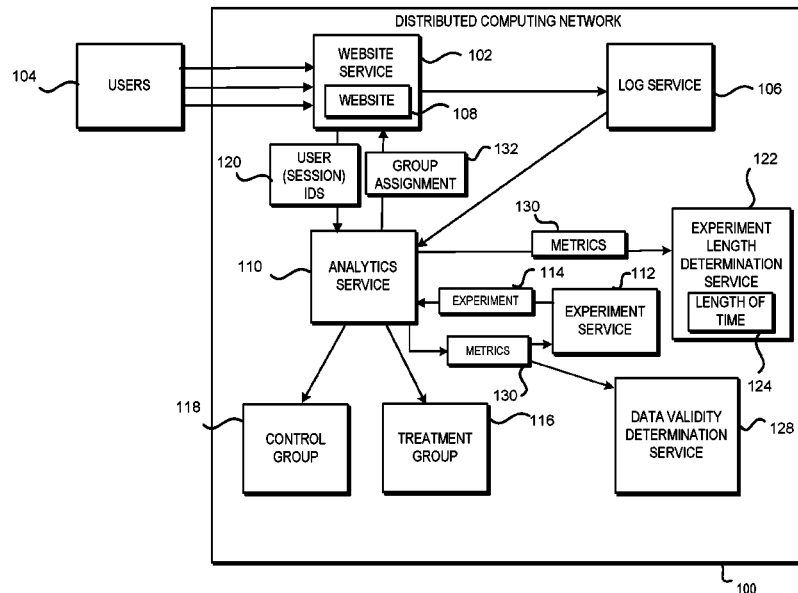 DISTRIBUTED COMPUTING NETWORK
104
USERS
WEBSITE
SERVICE
WEBSITE
102
108
LOG SERVICE
106
120
USER
(SESSION)
IDS
GROUP
ASSIGNMENT
132
122
130
METRICS
EXPERIMENT
LENGTH
DETERMINATION
SERVICE
LENGTH OF
TIME
124
110
ANALYTICS
SERVICE
114
EXPERIMENT
112
EXPERIMENT
SERVICE
METRICS
130
118
CONTROL
GROUP
TREATMENT
GROUP
116
DATA VALIDITY
DETERMINATION
SERVICE
128
100